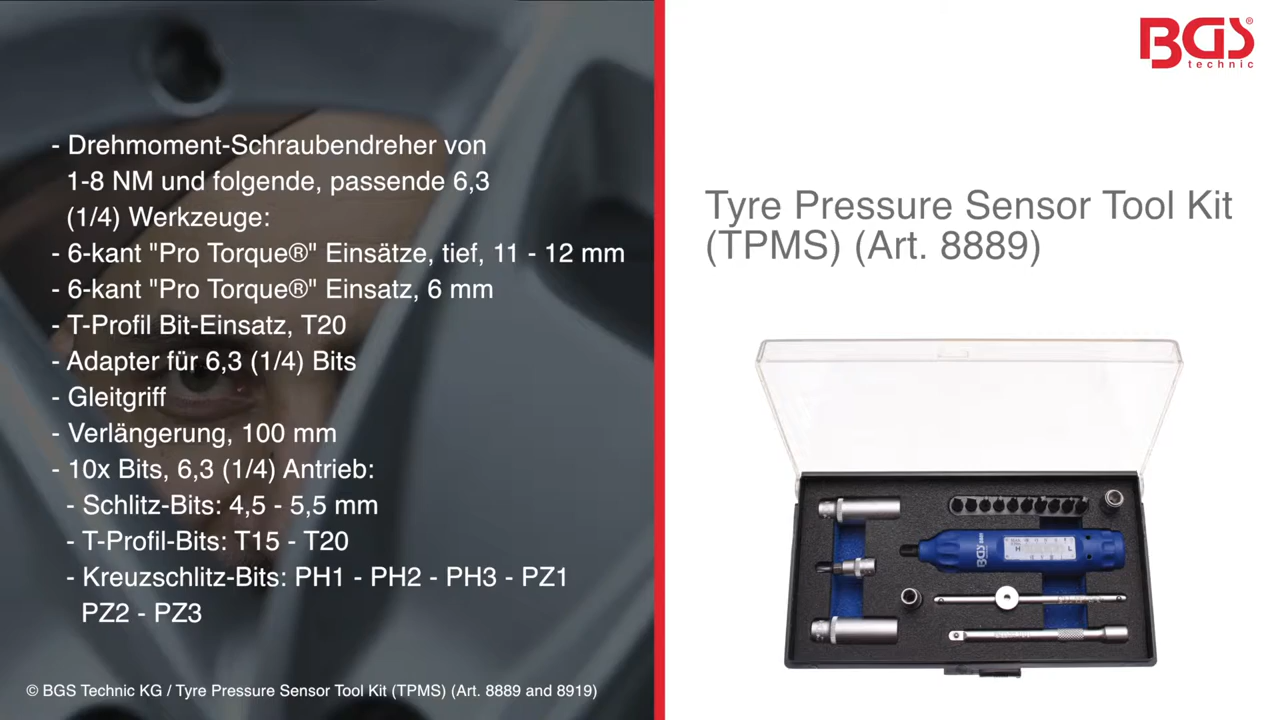 - Drehmoment-Schraubendreher von
1-8 NM und folgende, passende 6,3
(1/4) Werkzeuge:
- 6-kant "Pro Torque®" Einsätze, tief, 11 - 12 mm
- 6-kant "Pro Torque®" Einsatz, 6 mm
- T-Profil Bit-Einsatz, T20
- Adapter für 6,3 (1/4) Bits
- Gleitgriff
- Verlängerung, 100 mm
- 10x Bits, 6,3 (1/4) Antrieb:
- Schlitz-Bits: 4,5 - 5,5 mm
- T-Profil-Bits: T15 - T20
- Kreuzschlitz-Bits: PH1 - PH2 - PH3 - PZ1
PZ2 - PZ3
© BGS Technic KG / Tyre Pressure Sensor Tool Kit (TPMS) (Art. 8889 and 8919)
BGS®
technic
Tyre Pressure Sensor Tool Kit
(TPMS) (Art. 8889)
BGS
H
L